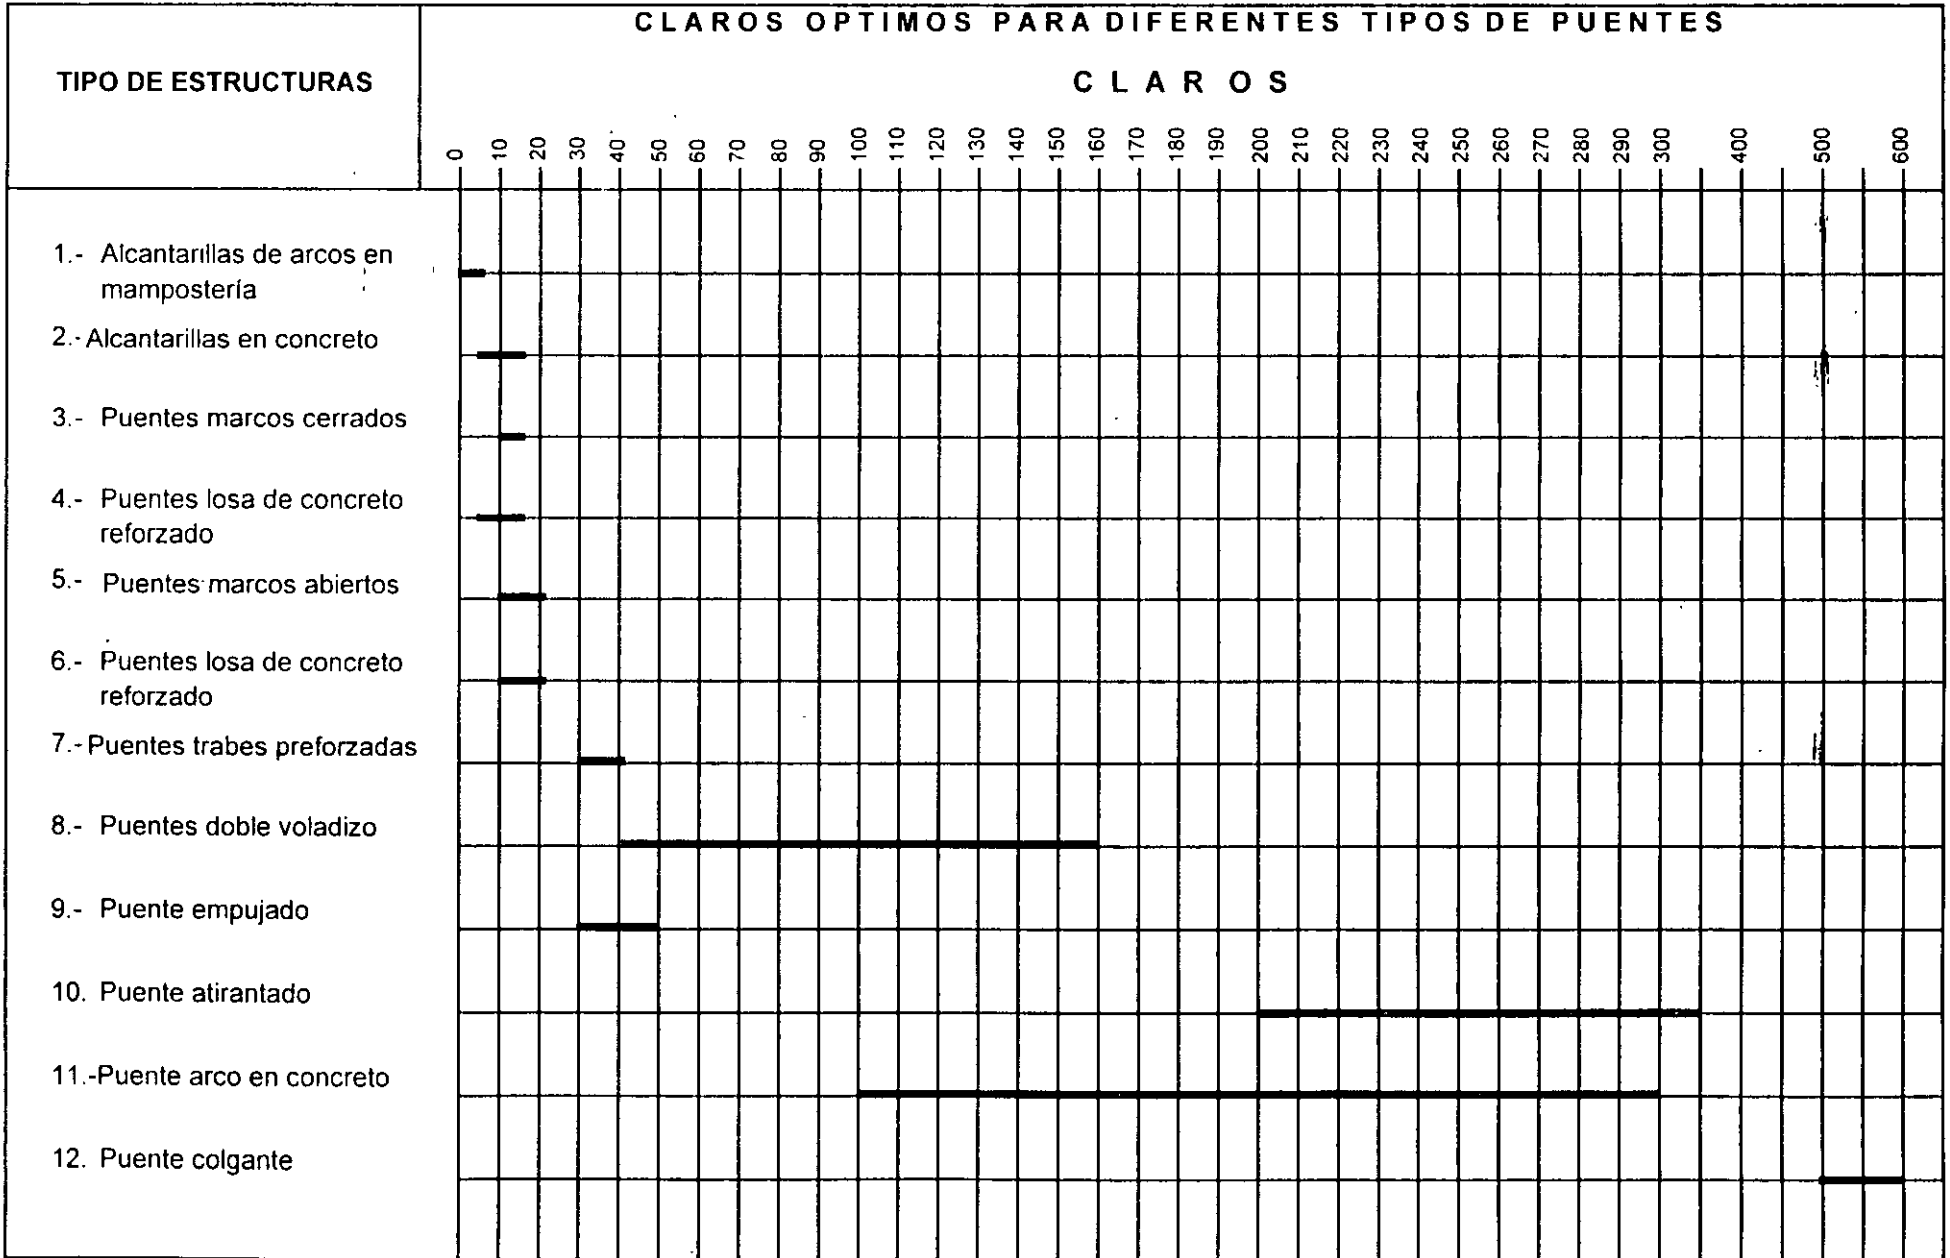 CLAROS OPTIMOS PARA DIFERENTES TIPOS DE PUENTES
TIPO DE ESTRUCTURAS
CLAROS
0 10 20 30 40 50 60 70 80 90 100 110 120 130 140 150 160 170 180 190 200 210 220 230 240 250 260 270 280 290 300 400 500 600
1.- Alcantarillas de arcos en
mampostería
2.- Alcantarillas en concreto
3.- Puentes marcos cerrados
4.- Puentes losa de concreto
reforzado
5.- Puentes marcos abiertos
6.- Puentes losa de concreto
reforzado
7.- Puentes trabes preforzadas
8.- Puentes doble voladizo
9.- Puente empujado
10. Puente atirantado
11.-Puente arco en concreto
12. Puente colgante